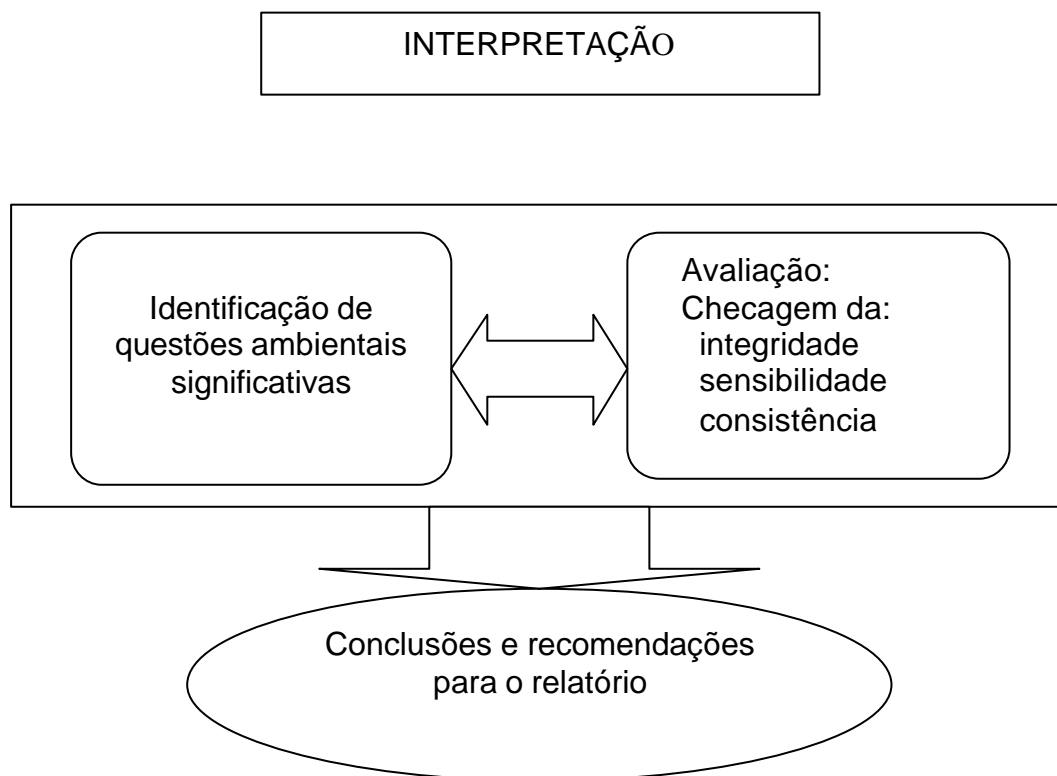 INTERPRETAÇÃO
Identificação de
questões ambientais
significativas
Avaliação:
Checagem da:
integridade
sensibilidade
consistência
Conclusões e recomendações
para o relatório